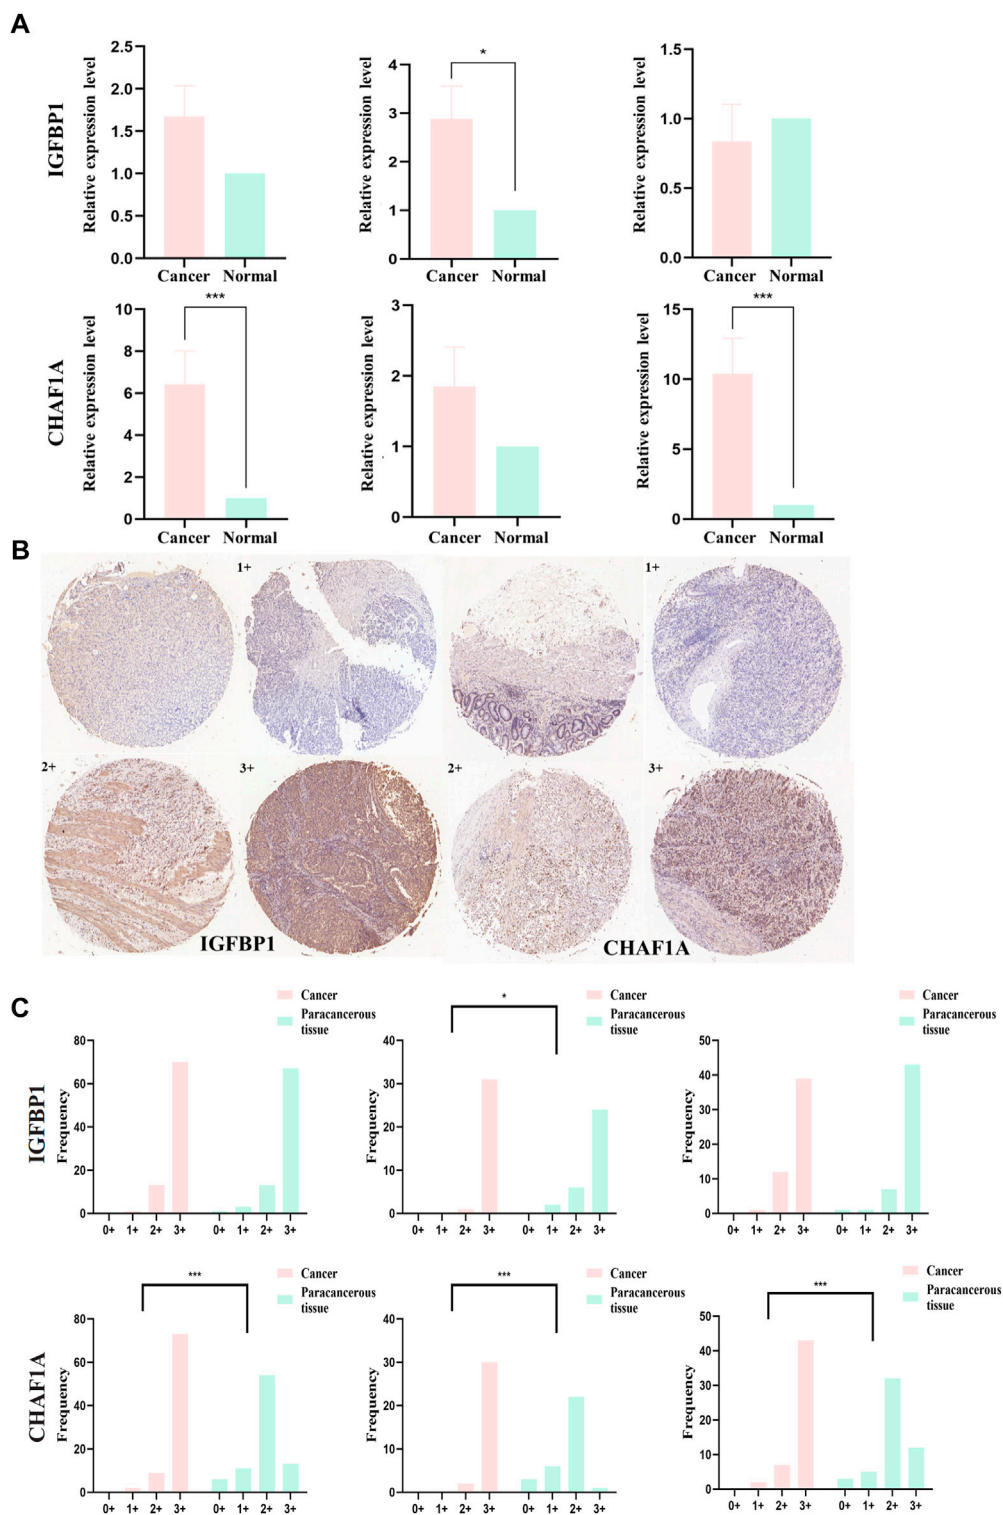 A
IGFBP1
Relative expression level
2.5
2.0
1.5
1.0
0.5
0.0
Cancer Normal
Relative expression level
4
3
2
1
0
*
Cancer Normal
Relative expression level
1.5
1.0
0.5
0.0
Cancer Normal
CHAF1A
Relative expression level
10
8
6
4
2
0
***
Cancer Normal
Relative expression level
3
2
1
0
Cancer Normal
Relative expression level
15
10
5
0
***
Cancer Normal
B
1+
1+
2+
3+
2+
3+
IGFBP1
CHAF1A
C
IGFBP1
Cancer
Paracancerous
tissue
Frequency
80
60
40
20
0
0+ 1+ 2+ 3+ 0+ 1+ 2+ 3+
*
Cancer
Paracancerous
tissue
Frequency
40
30
20
10
0
0+ 1+ 2+ 3+ 0+ 1+ 2+ 3+
Cancer
Paracancerous
tissue
Frequency
50
40
30
20
10
0
0+ 1+ 2+ 3+ 0+ 1+ 2+ 3+
CHAF1A
***
Cancer
Paracancerous
tissue
Frequency
80
60
40
20
0
0+ 1+ 2+ 3+ 0+ 1+ 2+ 3+
***
Cancer
Paracancerous
tissue
Frequency
40
30
20
10
0
0+ 1+ 2+ 3+ 0+ 1+ 2+ 3+
***
Cancer
Paracancerous
tissue
Frequency
50
40
30
20
10
0
0+ 1+ 2+ 3+ 0+ 1+ 2+ 3+